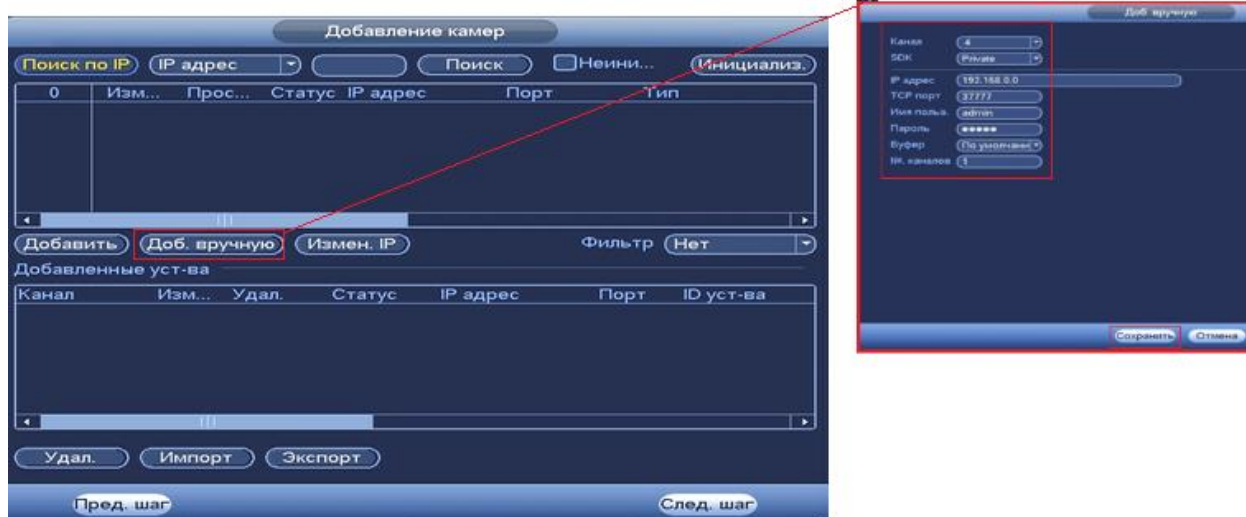 Добавление камер
Поиск по IP IP адрес Поиск Неини... Инициализ.
0 Изм... Прос... Статус IP адрес Порт Тип
Добавить Доб. вручную Измен. IP Фильтр Нет
Добавленные уст-ва
Канал Изм... Удал. Статус IP адрес Порт ID уст-ва
Удал. Импорт Экспорт
Пред. шаг След. шаг
Доб. вручную
Канал 4
SDK Private
IP адрес 192.168.0.0
TCP порт 37777
Имя польз. admin
Пароль •••••
Буфер По умолчани
№. каналов 1
Сохранить Отмена